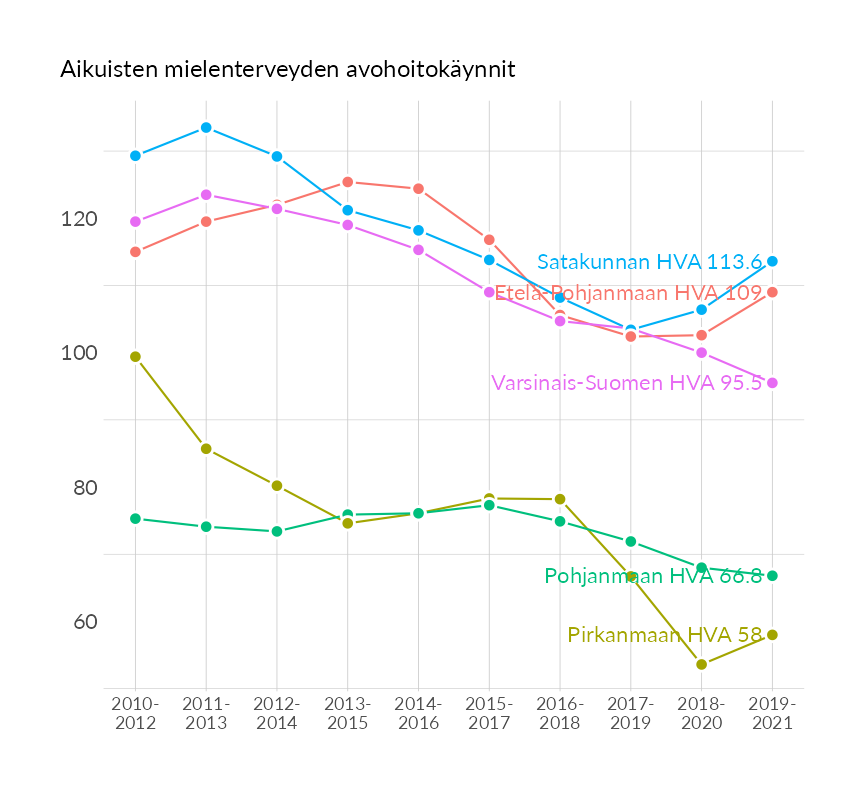 Aikuisten mielenterveyden avohoitokäynnit
120
100
80
60
Satakunnan HVA 113.6
Etelä-Pohjanmaan HVA 109
Varsinais-Suomen HVA 95.5
Pohjanmaan HVA 66.8
Pirkanmaan HVA 58
2010-2012
2011-2013
2012-2014
2013-2015
2014-2016
2015-2017
2016-2018
2017-2019
2018-2020
2019-2021